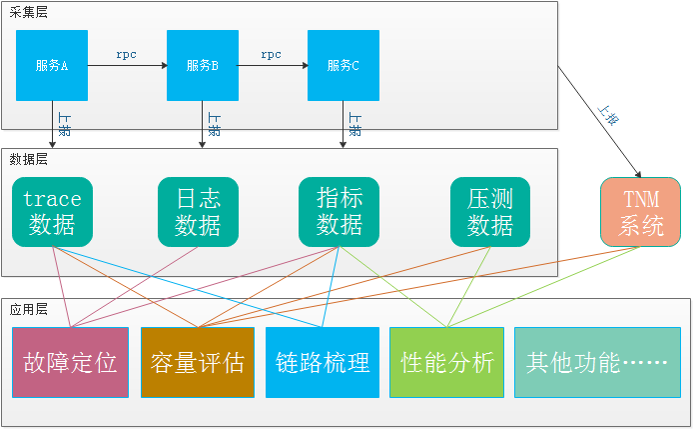 采集层
服务A
rpc
服务B
rpc
服务C
上报
上报
上报
上报
数据层
trace
数据
日志
数据
指标
数据
压测
数据
TNM
系统
应用层
故障定位
容量评估
链路梳理
性能分析
其他功能……